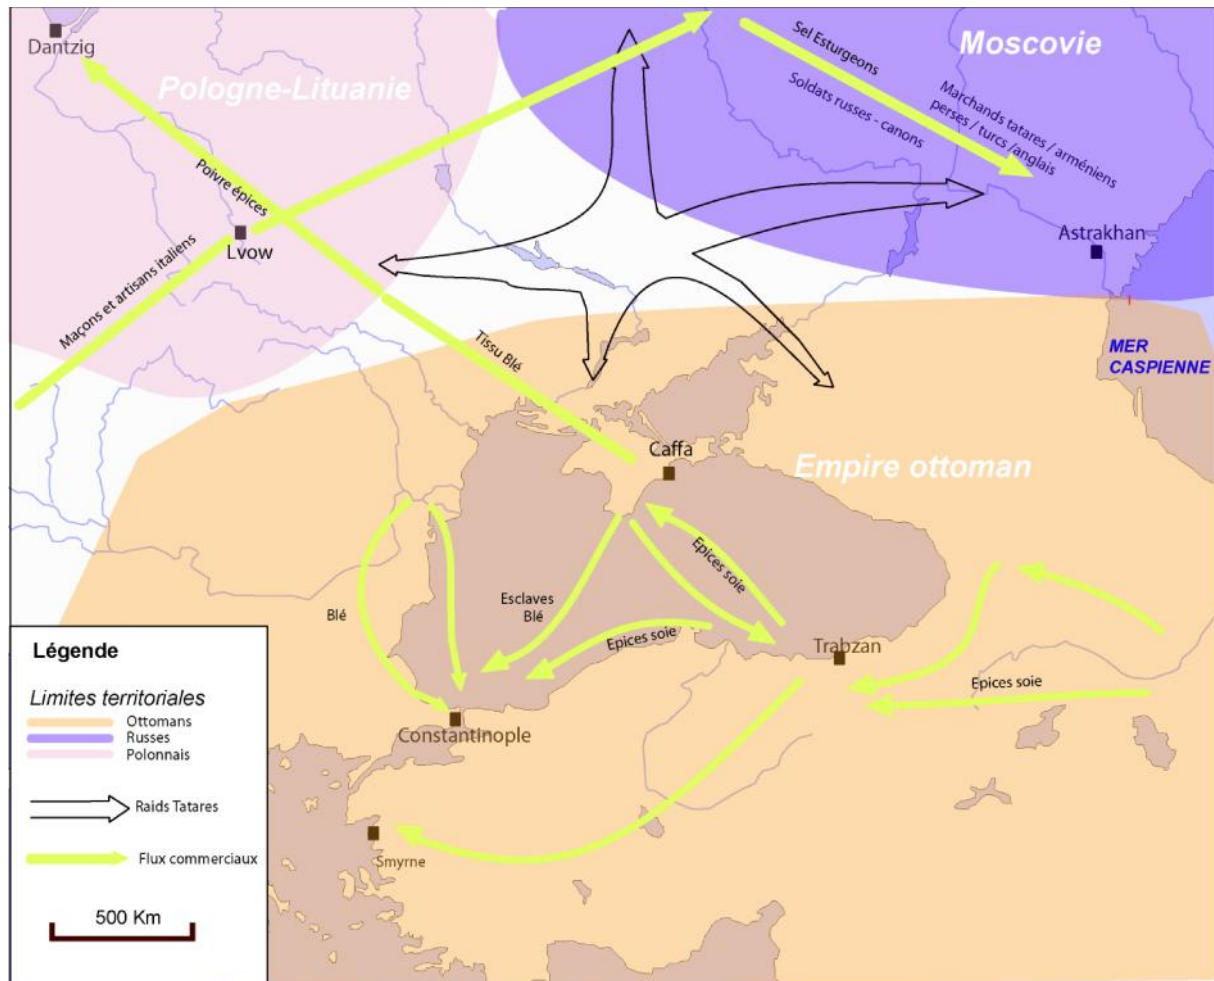 Dantzig
Pologne-Lituanie
Moscovie
Sel Esturgeons
Soldats russes - canons
Marchands tatares / arméniens
perses / turcs /anglais
Poivre épices
Lvow
Maçons et artisans italiens
Astrakhan
Tissu Blé
MER
CASPIENNE
Caffa
Empire ottoman
Epices soie
Esclaves
Blé
Blé
Epices soie
Trabzan
Epices soie
Constantinople
Smyrne
Légende
Limites territoriales
Ottomans
Russes
Polonnais
Raids Tatares
Flux commerciaux
500 Km